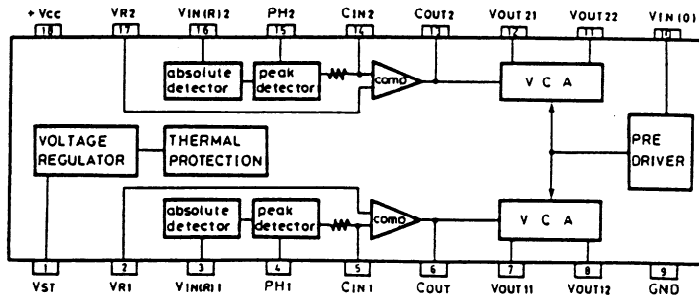 +Vcc VR2 VIN(R)2 PH2 CIN2 COUT2 VOUT21 VOUT22 VIN(0)
18 17 16 15 14 13 12 11 10
absolute detector
peak detector
comp
V C A
VOLTAGE REGULATOR
THERMAL PROTECTION
PRE DRIVER
absolute detector
peak detector
comp
V C A
1 2 3 4 5 6 7 8 9
VST VR1 VIN(R)1 PH1 CIN1 COUT VOUT11 VOUT12 GND